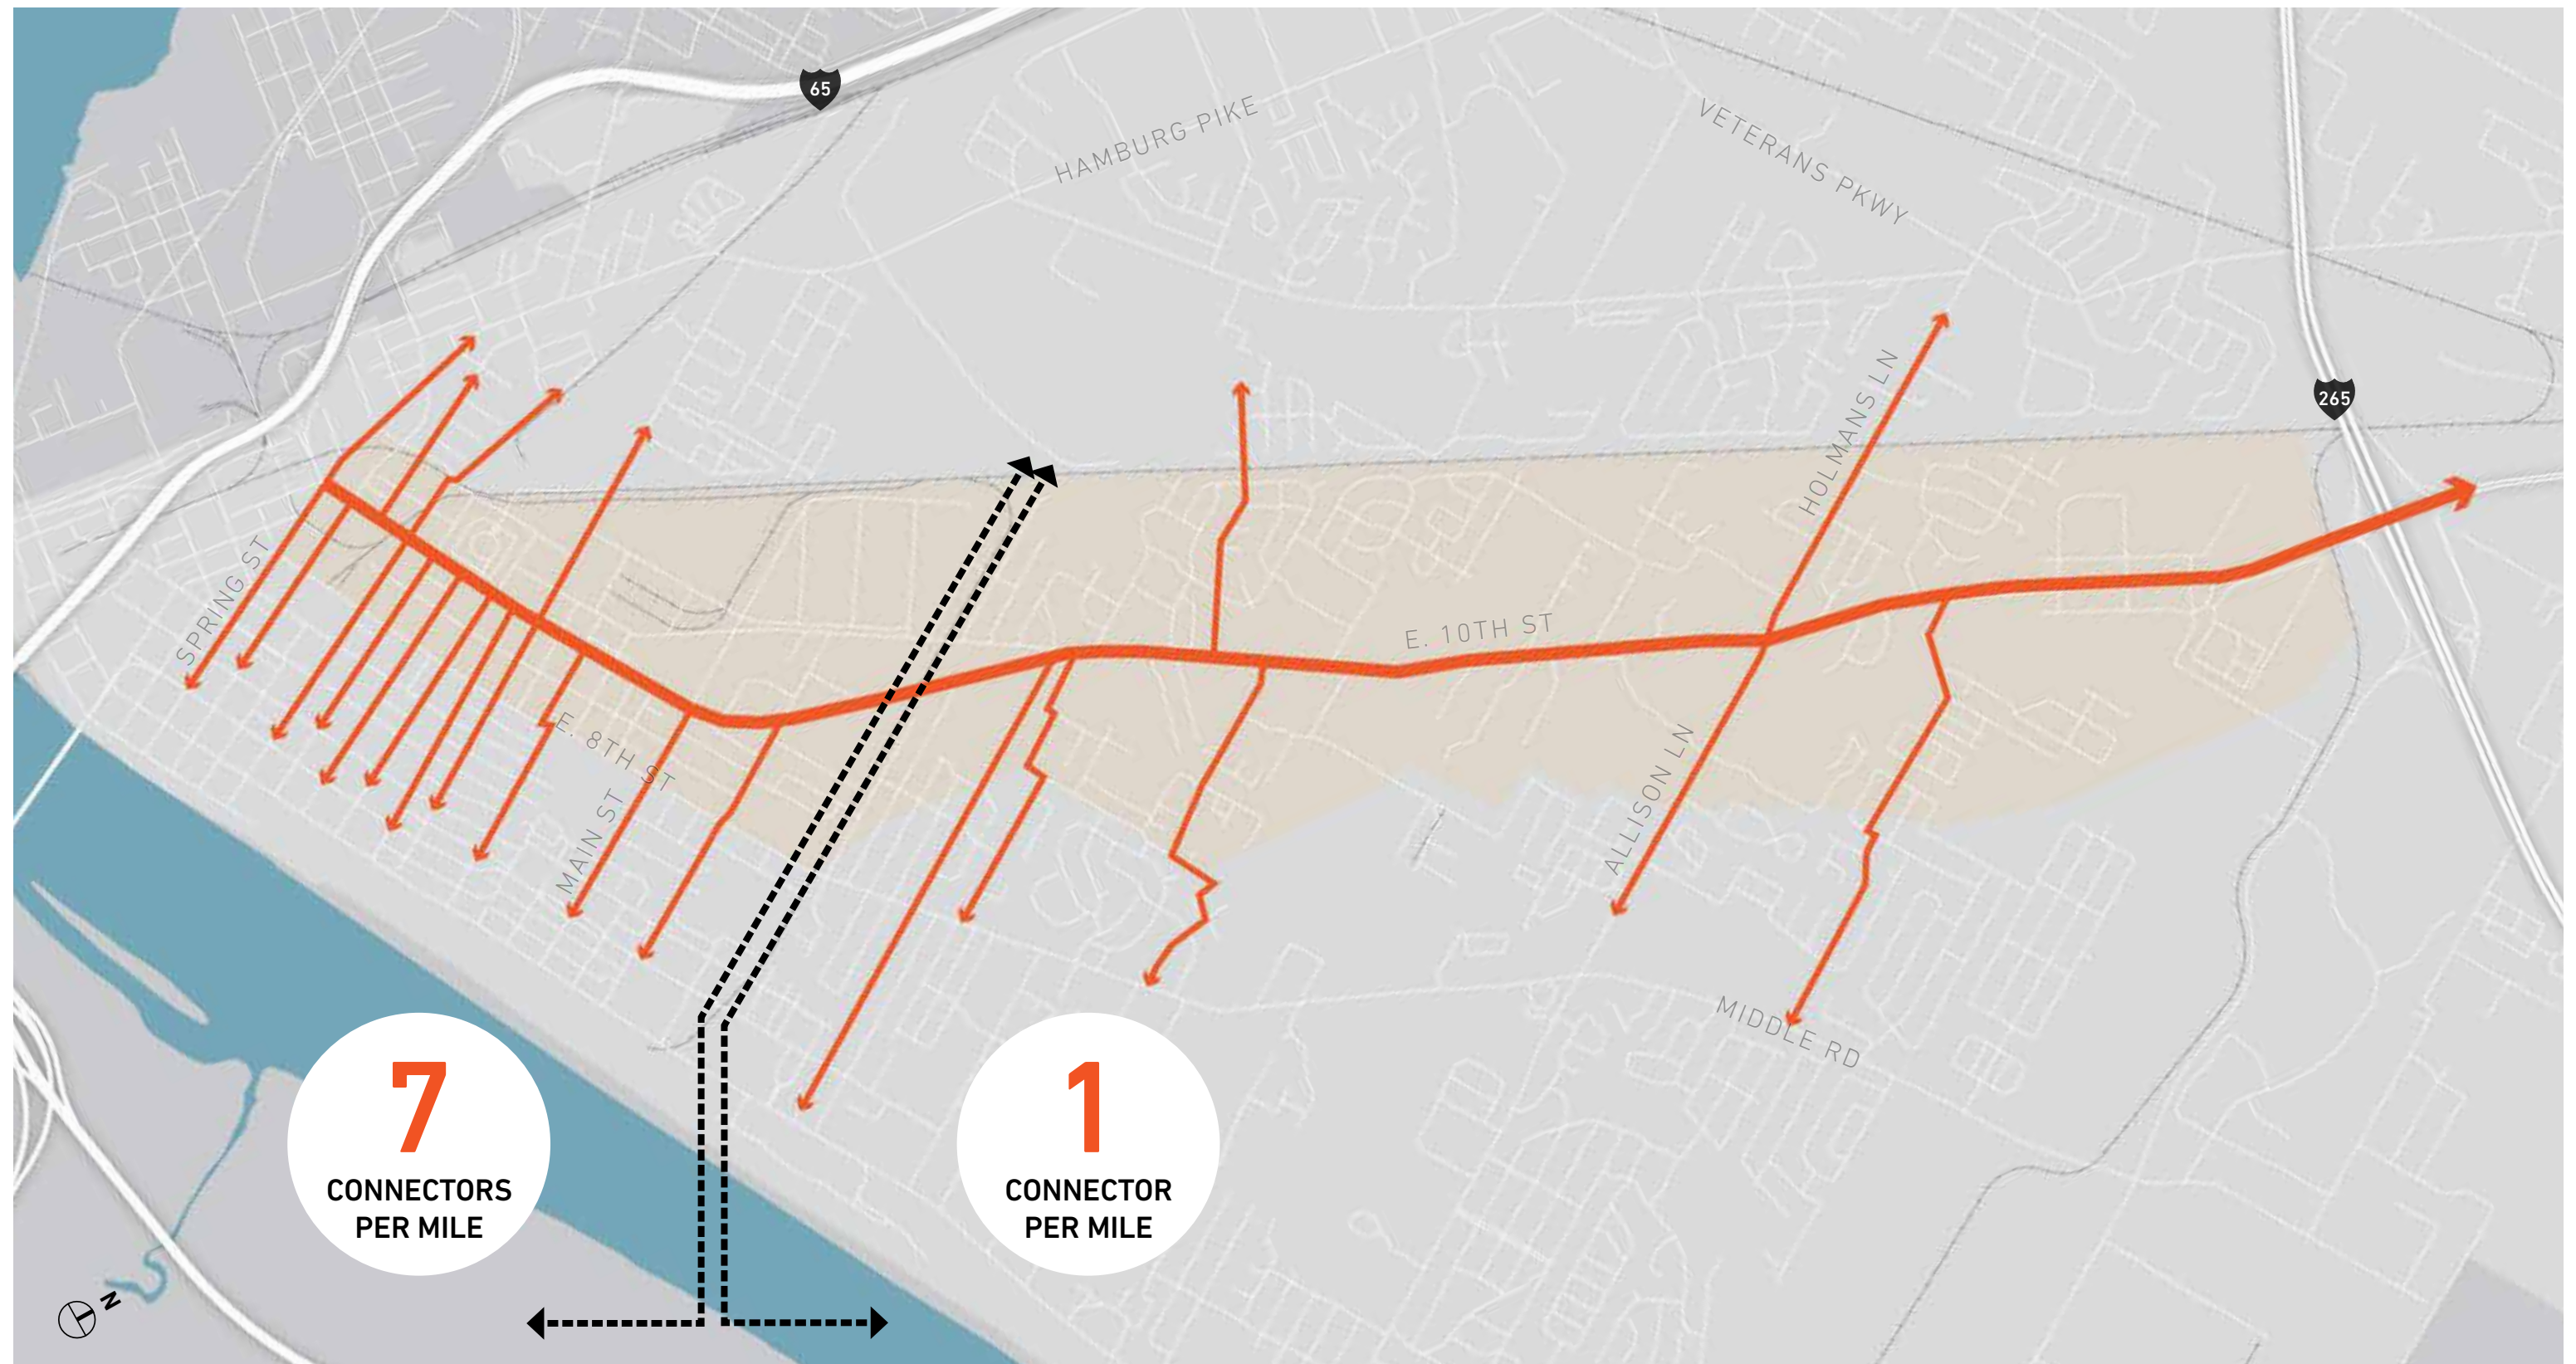 65
HAMBURG PIKE
VETERANS PKWY
265
HOLMANS LN
SPRING ST
E. 10TH ST
E. 8TH ST
MAIN ST
ALLISON LN
MIDDLE RD
7
CONNECTORS
PER MILE
1
CONNECTOR
PER MILE
N